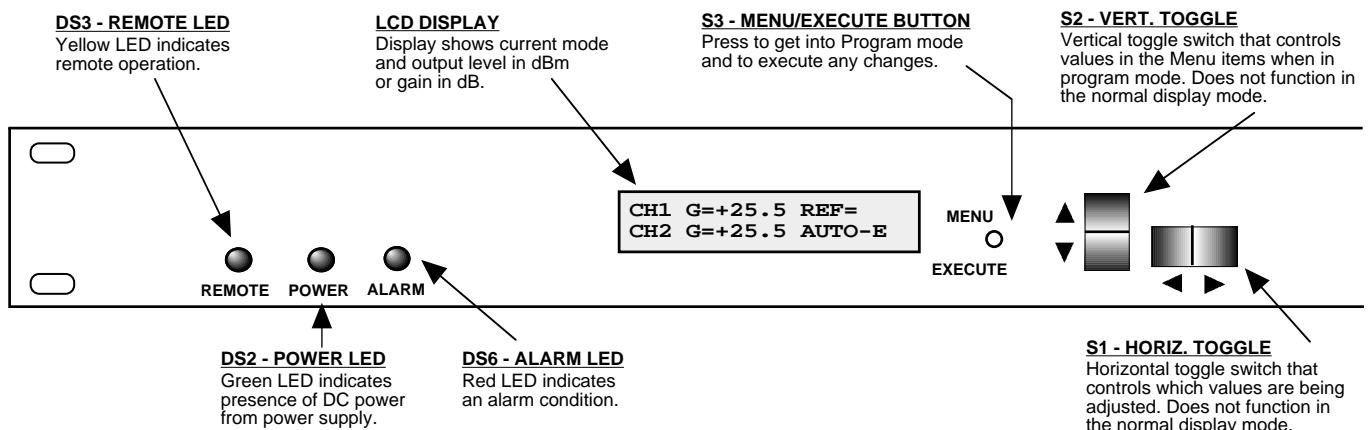 DS3 - REMOTE LED
Yellow LED indicates
remote operation.
LCD DISPLAY
Display shows current mode
and output level in dBm
or gain in dB.
S3 - MENU/EXECUTE BUTTON
Press to get into Program mode
and to execute any changes.
S2 - VERT. TOGGLE
Vertical toggle switch that controls
values in the Menu items when in
program mode. Does not function in
the normal display mode.
CH1 G=+25.5 REF=
CH2 G=+25.5 AUTO-E
MENU
EXECUTE
REMOTE POWER ALARM
DS2 - POWER LED
Green LED indicates
presence of DC power
from power supply.
DS6 - ALARM LED
Red LED indicates
an alarm condition.
S1 - HORIZ. TOGGLE
Horizontal toggle switch that
controls which values are being
adjusted. Does not function in
the normal display mode.